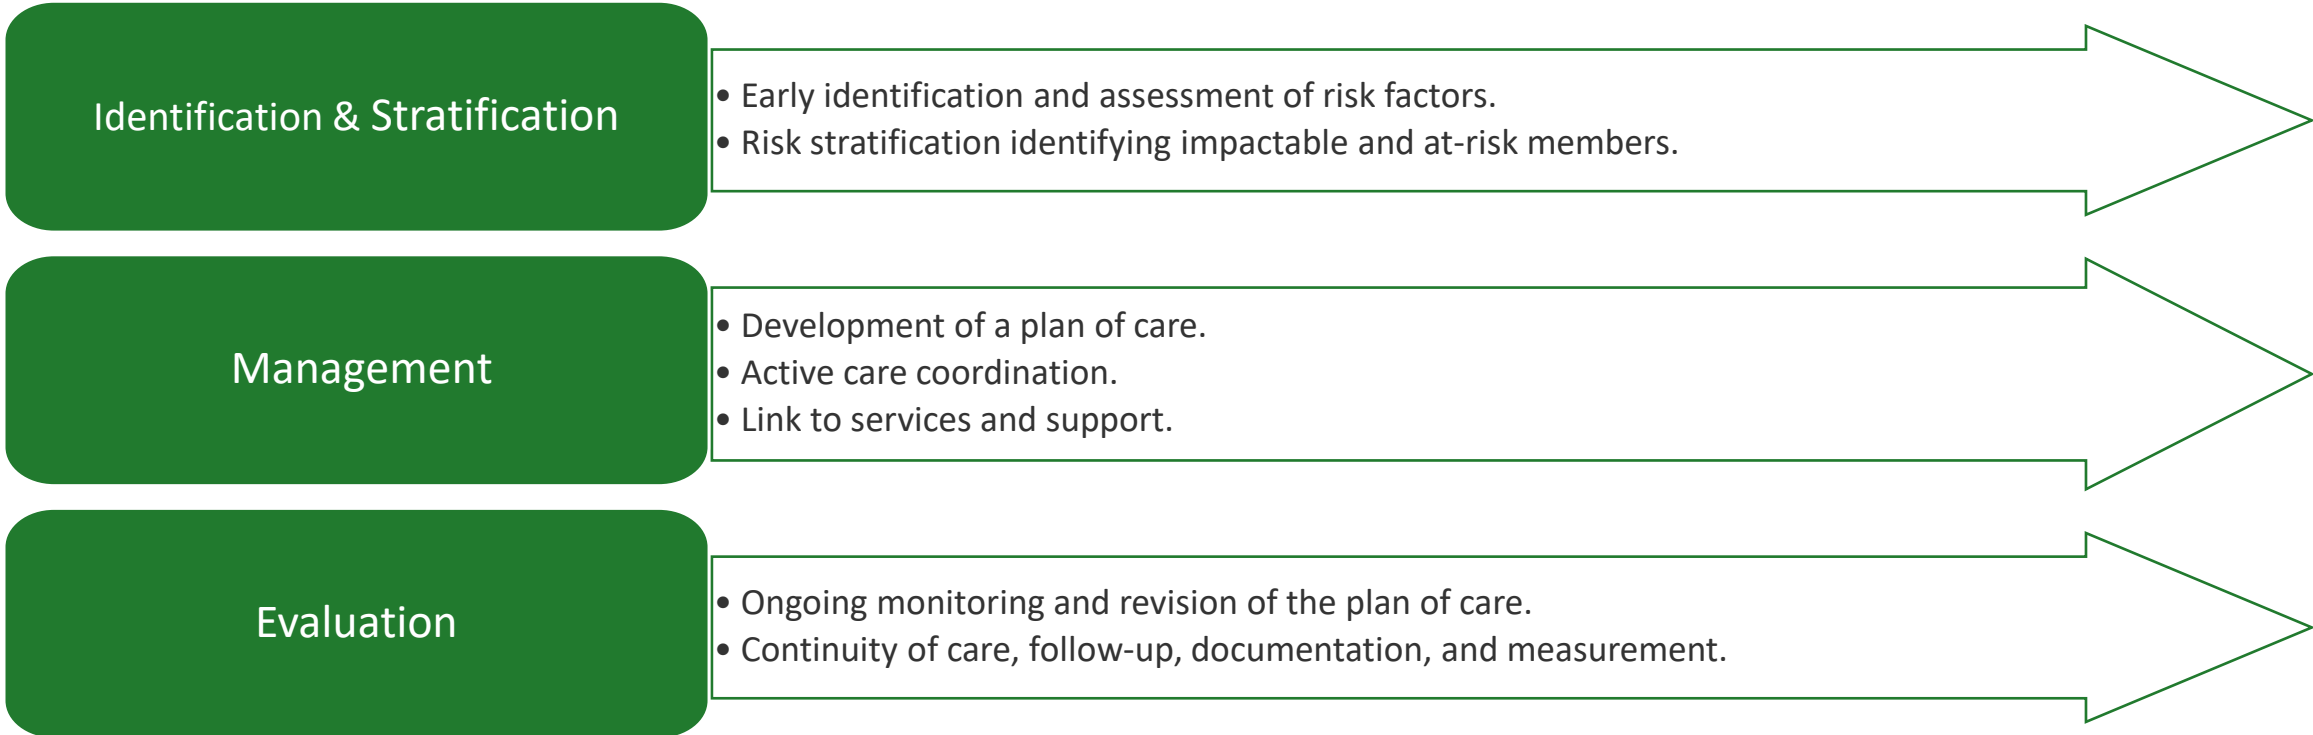 Identification & Stratification
• Early identification and assessment of risk factors.
• Risk stratification identifying impactable and at-risk members.
Management
• Development of a plan of care.
• Active care coordination.
• Link to services and support.
Evaluation
• Ongoing monitoring and revision of the plan of care.
• Continuity of care, follow-up, documentation, and measurement.